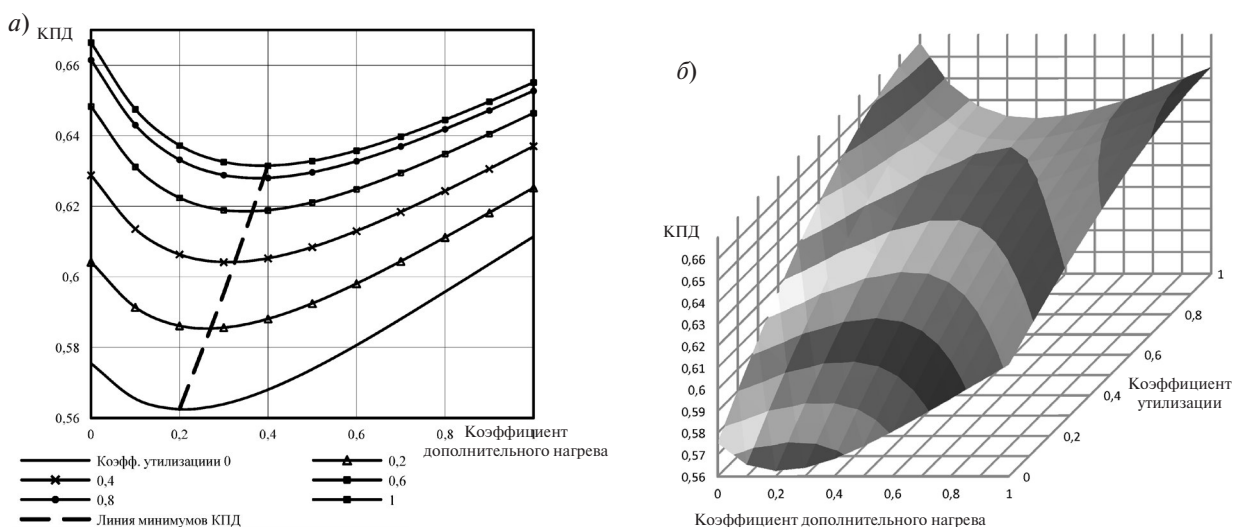 а)
КПД
0,66
0,64
0,62
0,6
0,58
0,56
0 0,2 0,4 0,6 0,8 1
Коэффициент
дополнительного нагрева
Коэфф. утилизациии 0
0,2
0,4
0,6
0,8
1
Линия минимумов КПД
б)
КПД
0,66
0,65
0,64
0,63
0,62
0,61
0,6
0,59
0,58
0,57
0,56
0 0,2 0,4 0,6 0,8 1
Коэффициент дополнительного нагрева
0
0,2
0,4
0,6
0,8
1
Коэффициент
утилизации